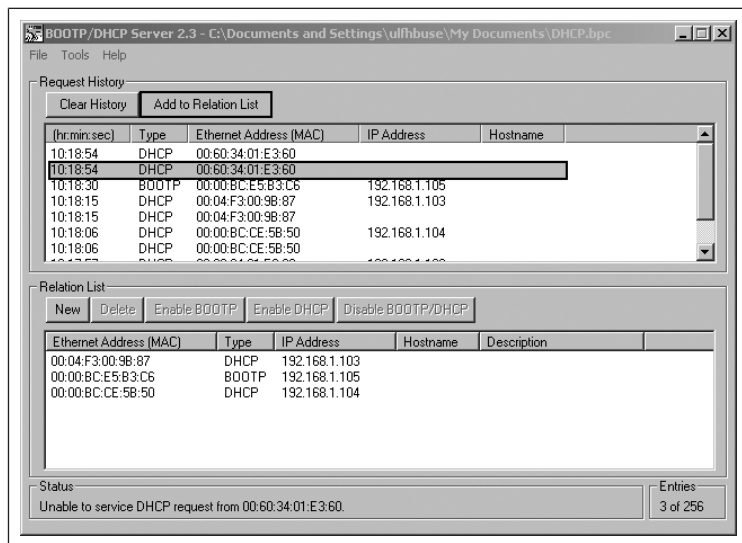 BOOTP/DHCP Server 2.3 - C:\Documents and Settings\ulfhbuse\My Documents\DHCP.bpc
File Tools Help
Request History
Clear History Add to Relation List
(hr:min:sec) Type Ethernet Address (MAC) IP Address Hostname
10:18:54 DHCP 00:60:34:01:E3:60
10:18:54 DHCP 00:60:34:01:E3:60
10:18:30 BOOTP 00:00:BC:E5:B3:C6 192.168.1.105
10:18:15 DHCP 00:04:F3:00:9B:87 192.168.1.103
10:18:15 DHCP 00:04:F3:00:9B:87
10:18:06 DHCP 00:00:BC:CE:5B:50 192.168.1.104
10:18:06 DHCP 00:00:BC:CE:5B:50
Relation List
New Delete Enable BOOTP Enable DHCP Disable BOOTP/DHCP
Ethernet Address (MAC) Type IP Address Hostname Description
00:04:F3:00:9B:87 DHCP 192.168.1.103
00:00:BC:E5:B3:C6 BOOTP 192.168.1.105
00:00:BC:CE:5B:50 DHCP 192.168.1.104
Status
Unable to service DHCP request from 00:60:34:01:E3:60.
Entries
3 of 256